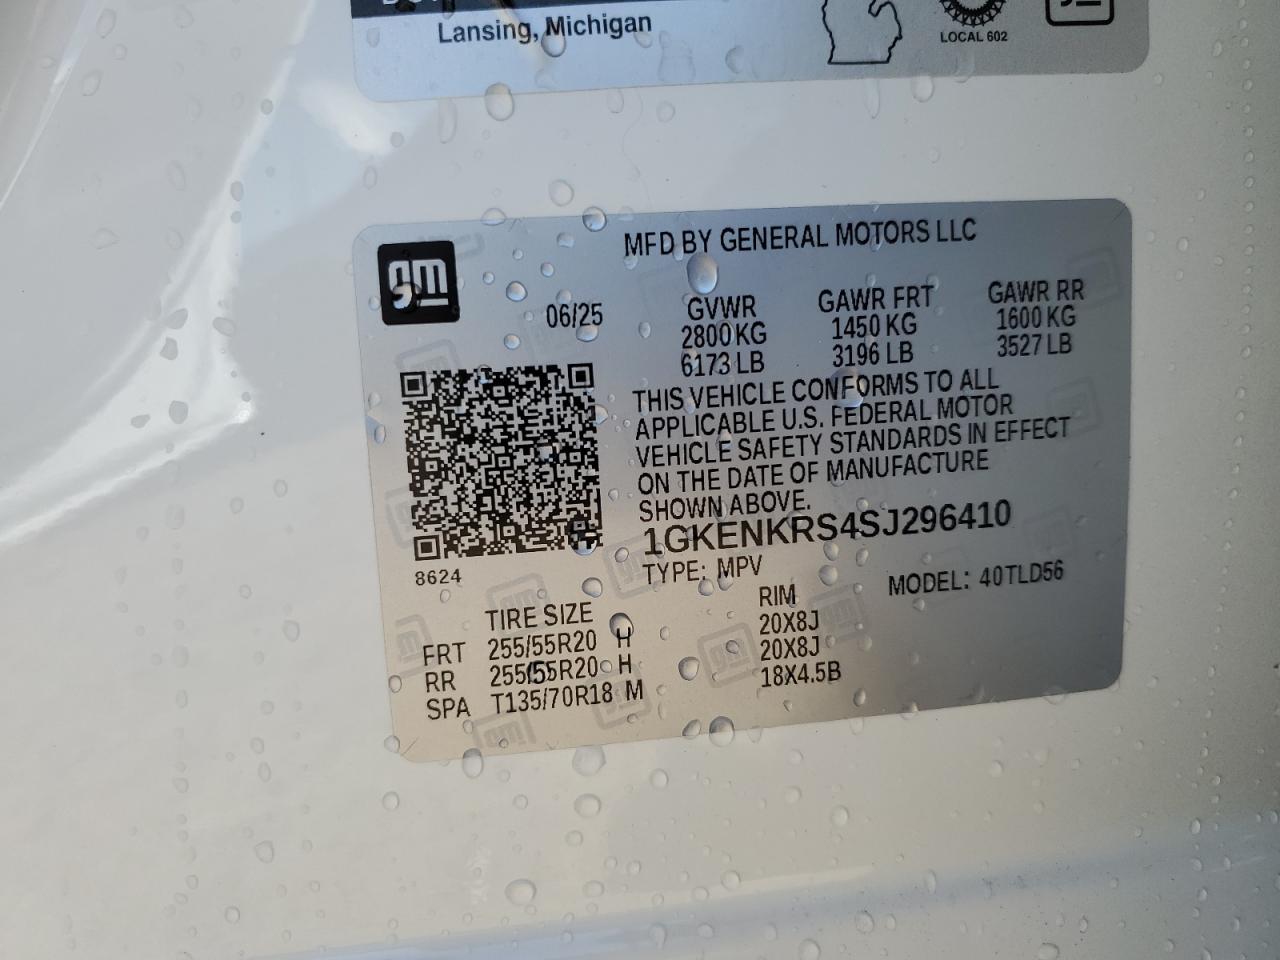 Lansing, Michigan
LOCAL 602
gm
MFD BY GENERAL MOTORS LLC
06/25
GVWR GAWR FRT GAWR RR
2800 KG 1450 KG 1600 KG
6173 LB 3196 LB 3527 LB
THIS VEHICLE CONFORMS TO ALL
APPLICABLE U.S. FEDERAL MOTOR
VEHICLE SAFETY STANDARDS IN EFFECT
ON THE DATE OF MANUFACTURE
SHOWN ABOVE.
1GKENKRS4SJ296410
8624
TYPE: MPV MODEL: 40TLD56
TIRE SIZE RIM
FRT 255/55R20 H 20X8J
RR 255/55R20 H 20X8J
SPA T135/70R18 M 18X4.5B